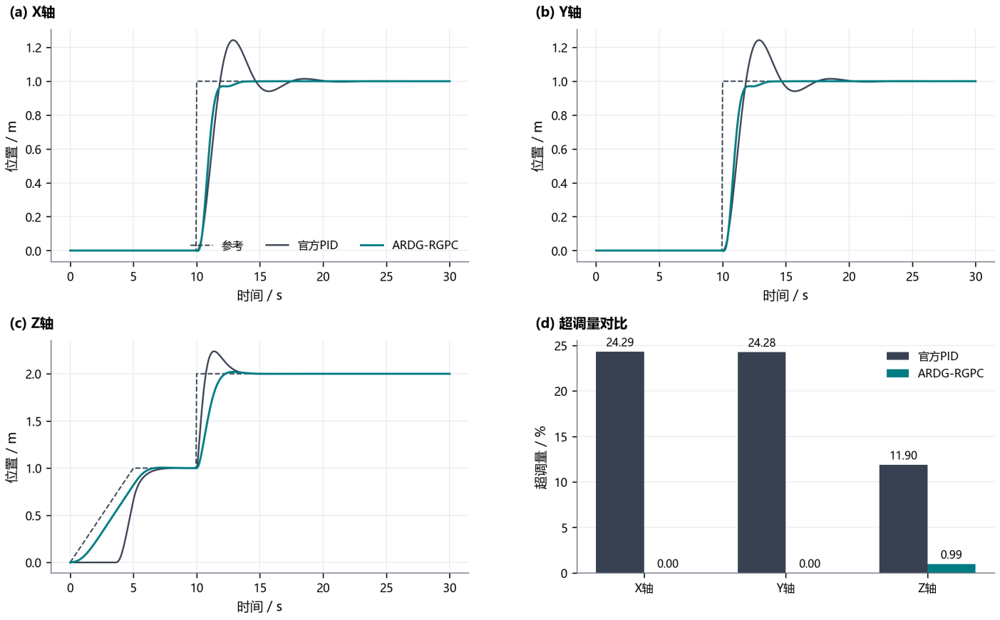 (a) X轴
1.2
1.0
0.8
0.6
0.4
0.2
0.0
位置 / m
参考 官方PID ARDG-RGPC
0 5 10 15 20 25 30
时间 / s
(b) Y轴
1.2
1.0
0.8
0.6
0.4
0.2
0.0
位置 / m
0 5 10 15 20 25 30
时间 / s
(c) Z轴
2.0
1.5
1.0
0.5
0.0
位置 / m
0 5 10 15 20 25 30
时间 / s
(d) 超调量对比
25
20
15
10
5
0
超调量 / %
24.29
0.00
24.28
0.00
11.90
0.99
官方PID
ARDG-RGPC
X轴 Y轴 Z轴